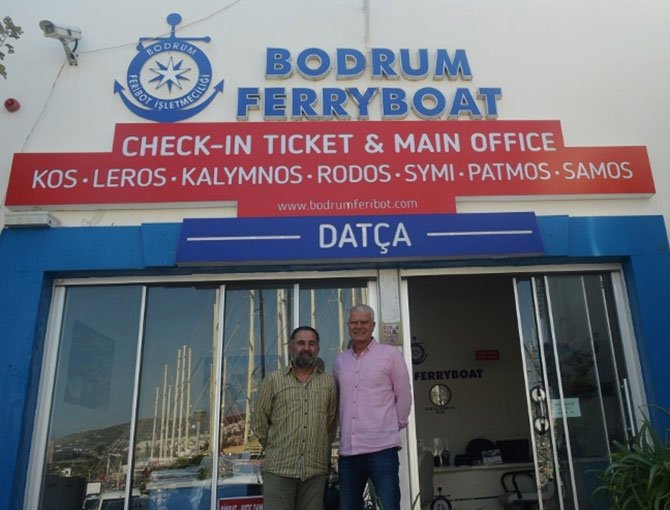 BODRUM
FERİBOT İŞLETMECİLİĞİ
BODRUM
FERRYBOAT
CHECK-IN TICKET & MAIN OFFICE
KOS · LEROS · KALYMNOS · RODOS · SYMI · PATMOS · SAMOS
www.bodrumferibot.com
DATÇA
FERRYBOAT